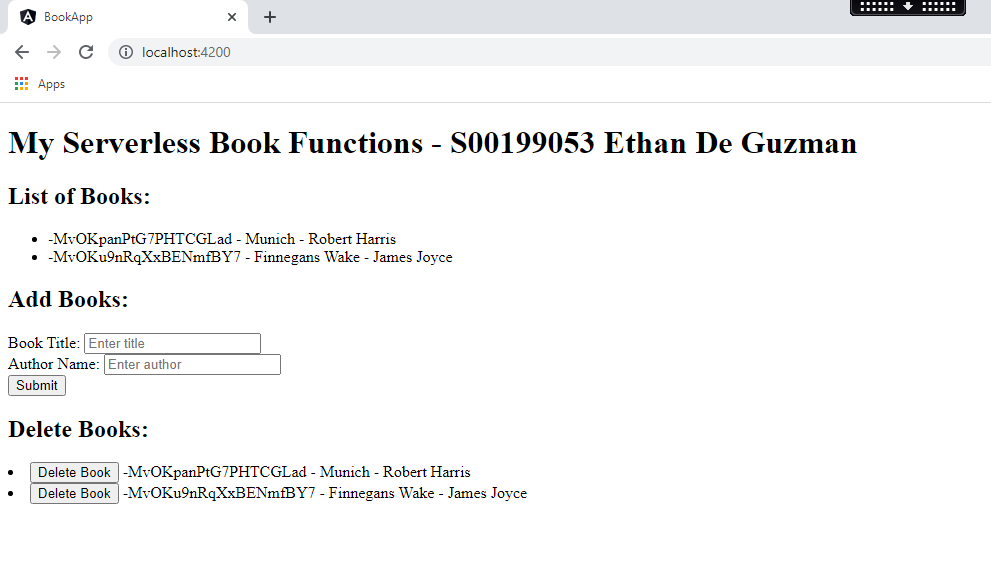 BookApp
localhost:4200
Apps
My Serverless Book Functions - S00199053 Ethan De Guzman
List of Books:
-MvOKpanPtG7PHTCGLad - Munich - Robert Harris
-MvOKu9nRqXxBENmfBY7 - Finnegans Wake - James Joyce
Add Books:
Book Title: Enter title
Author Name: Enter author
Submit
Delete Books:
Delete Book -MvOKpanPtG7PHTCGLad - Munich - Robert Harris
Delete Book -MvOKu9nRqXxBENmfBY7 - Finnegans Wake - James Joyce